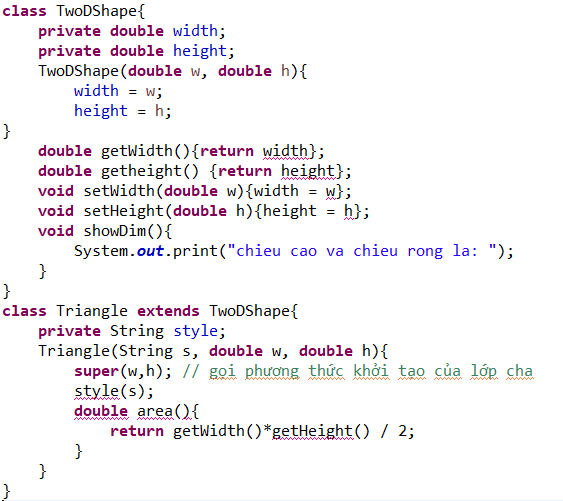 class TwoDShape{
    private double width;
    private double height;
    TwoDShape(double w, double h){
        width = w;
        height = h;
}
    double getWidth(){return width};
    double getheight() {return height};
    void setWidth(double w){width = w};
    void setHeight(double h){height = h};
    void showDim(){
        System.out.print("chieu cao va chieu rong la: ");
    }
}
class Triangle extends TwoDShape{
    private String style;
    Triangle(String s, double w, double h){
        super(w,h); // gọi phương thức khởi tạo của lớp cha
        style(s);
        double area(){
            return getWidth()*getHeight() / 2;
        }
    }
}